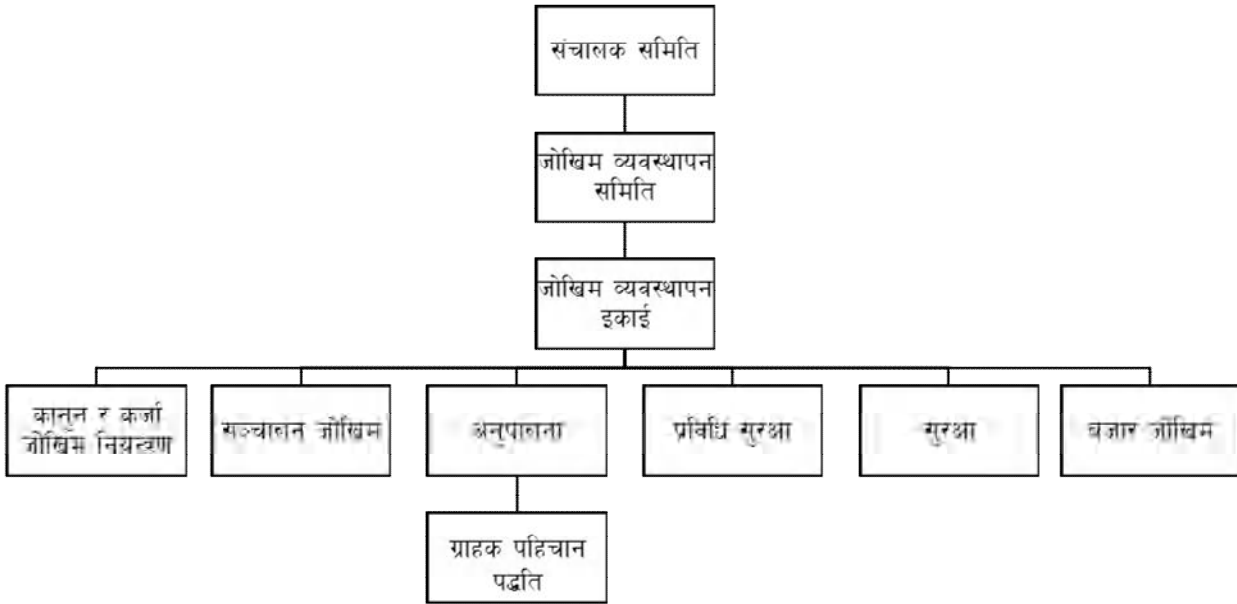 संचालक समिति
जोखिम व्यवस्थापन
समिति
जोखिम व्यवस्थापन
इकाई
कानुन र कर्जा
जोखिम नियन्त्रण
सञ्चालन जोखिम
अनुपालना
प्रविधि सुरक्षा
सुरक्षा
बजार जोखिम
ग्राहक पहिचान
पद्धति